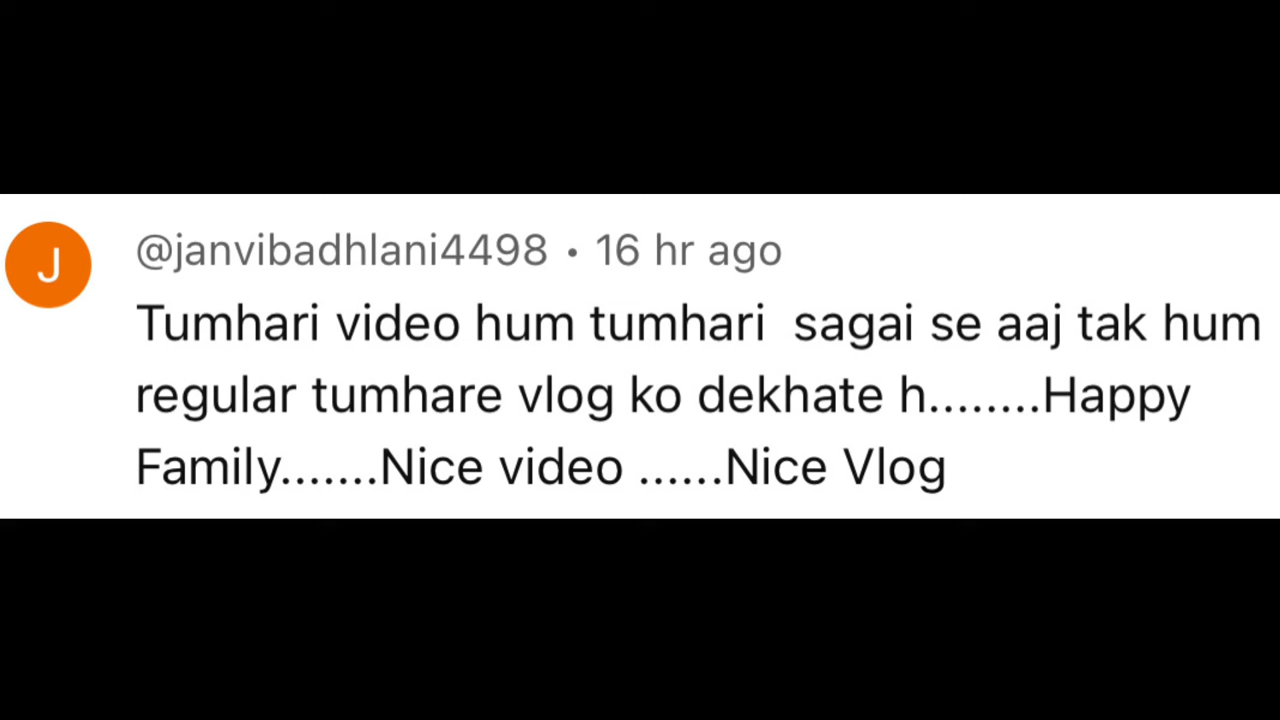 J
@janvibadhlani4498 • 16 hr ago
Tumhari video hum tumhari  sagai se aaj tak hum
regular tumhare vlog ko dekhate h........Happy
Family.......Nice video ......Nice Vlog